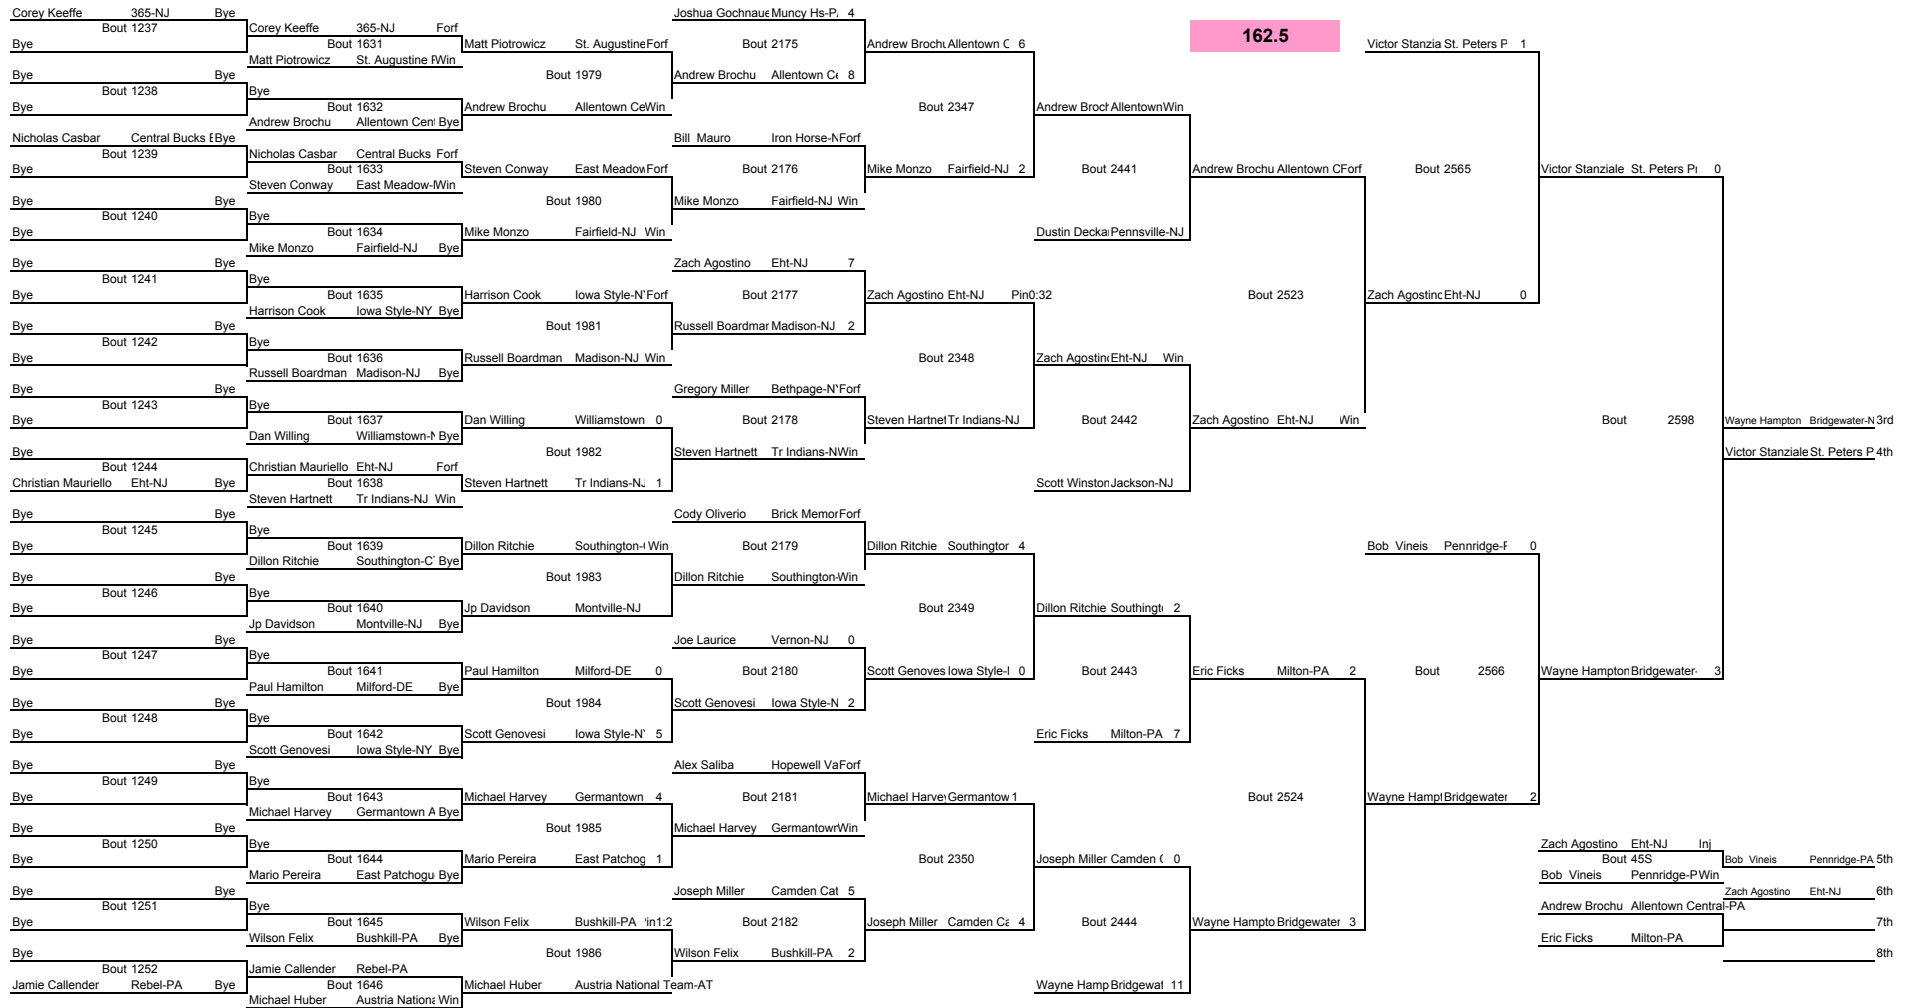 Corey Keeffe 365-NJ Bye
Bout 1237
Bye
Bye Bye
Bout 1238
Bye
Nicholas Casbar Central Bucks E Bye
Bout 1239
Bye
Bye Bye
Bout 1240
Bye
Bye Bye
Bout 1241
Bye
Bye Bye
Bout 1242
Bye
Bye Bye
Bout 1243
Bye
Bye Bye
Bout 1244
Christian Mauriello Eht-NJ Bye
Bye Bye
Bout 1245
Bye
Bye Bye
Bout 1246
Bye
Bye Bye
Bout 1247
Bye
Bye Bye
Bout 1248
Bye
Bye Bye
Bout 1249
Bye
Bye Bye
Bout 1250
Bye
Bye Bye
Bout 1251
Bye
Bye
Bout 1252
Jamie Callender Rebel-PA Bye
Corey Keeffe 365-NJ Forf
Bout 1631
Matt Piotrowicz St. Augustine F Win
Bye
Bout 1632
Andrew Brochu Allentown Cent Bye
Nicholas Casbar Central Bucks Forf
Bout 1633
Steven Conway East Meadow-N Win
Bye
Bout 1634
Mike Monzo Fairfield-NJ Bye
Bye
Bout 1635
Harrison Cook Iowa Style-NY Bye
Bye
Bout 1636
Russell Boardman Madison-NJ Bye
Bye
Bout 1637
Dan Willing Williamstown-N Bye
Christian Mauriello Eht-NJ Forf
Bout 1638
Steven Hartnett Tr Indians-NJ Win
Bye
Bout 1639
Dillon Ritchie Southington-C Bye
Bye
Bout 1640
Jp Davidson Montville-NJ Bye
Bye
Bout 1641
Paul Hamilton Milford-DE Bye
Bye
Bout 1642
Scott Genovesi Iowa Style-NY Bye
Bye
Bout 1643
Michael Harvey Germantown A Bye
Bye
Bout 1644
Mario Pereira East Patchogu Bye
Bye
Bout 1645
Wilson Felix Bushkill-PA Bye
Jamie Callender Rebel-PA
Bout 1646
Michael Huber Austria Nationa Win
Matt Piotrowicz St. Augustine Forf
Bout 1979
Andrew Brochu Allentown Ce Win
Steven Conway East Meadow Forf
Bout 1980
Mike Monzo Fairfield-NJ Win
Harrison Cook Iowa Style-N Forf
Bout 1981
Russell Boardman Madison-NJ Win
Dan Willing Williamstown 0
Bout 1982
Steven Hartnett Tr Indians-NJ 1
Dillon Ritchie Southington- Win
Bout 1983
Jp Davidson Montville-NJ
Paul Hamilton Milford-DE 0
Bout 1984
Scott Genovesi Iowa Style-N 5
Michael Harvey Germantown 4
Bout 1985
Mario Pereira East Patchog 1
Wilson Felix Bushkill-PA in1:2
Bout 1986
Michael Huber Austria National Team-AT
Joshua Gochnaue Muncy Hs-P 4
Bout 2175
Andrew Brochu Allentown Ce 8
Bill Mauro Iron Horse-N Forf
Bout 2176
Mike Monzo Fairfield-NJ Win
Zach Agostino Eht-NJ 7
Bout 2177
Russell Boardman Madison-NJ 2
Gregory Miller Bethpage-N Forf
Bout 2178
Steven Hartnett Tr Indians-N Win
Cody Oliverio Brick Memor Forf
Bout 2179
Dillon Ritchie Southington Win
Joe Laurice Vernon-NJ 0
Bout 2180
Scott Genovesi Iowa Style-N 2
Alex Saliba Hopewell Va Forf
Bout 2181
Michael Harvey Germantown Win
Joseph Miller Camden Cat 5
Bout 2182
Wilson Felix Bushkill-PA 2
Andrew Brochu Allentown C 6
Bout 2347
Mike Monzo Fairfield-NJ 2
Zach Agostino Eht-NJ Pin0:32
Bout 2348
Steven Hartnet Tr Indians-NJ
Dillon Ritchie Southington 4
Bout 2349
Scott Genoves Iowa Style- 0
Michael Harvey Germantow 1
Bout 2350
Joseph Miller Camden Ca 4
Andrew Broch Allentown Win
Bout 2441
Dustin Decka Pennsville-NJ
Zach Agostino Eht-NJ Win
Bout 2442
Scott Winston Jackson-NJ
Dillon Ritchie Southingt 2
Bout 2443
Eric Ficks Milton-PA 7
Joseph Miller Camden C 0
Bout 2444
Wayne Hamp Bridgewat 11
162.5
Andrew Brochu Allentown C Forf
Bout 2523
Zach Agostino Eht-NJ Win
Eric Ficks Milton-PA 2
Bout 2524
Wayne Hampto Bridgewater 3
Victor Stanzia St. Peters P 1
Bout 2565
Zach Agostino Eht-NJ 0
Bob Vineis Pennridge-P 0
Bout 2566
Wayne Hampt Bridgewater 2
Victor Stanziale St. Peters Pr 0
Bout 2598
Wayne Hampton Bridgewater- 3
Wayne Hampton Bridgewater-N 3rd
Victor Stanziale St. Peters P 4th
Zach Agostino Eht-NJ Inj
Bout 45S
Bob Vineis Pennridge-P Win
Andrew Brochu Allentown Central-PA
Eric Ficks Milton-PA
Bob Vineis Pennridge-PA 5th
Zach Agostino Eht-NJ 6th
7th
8th